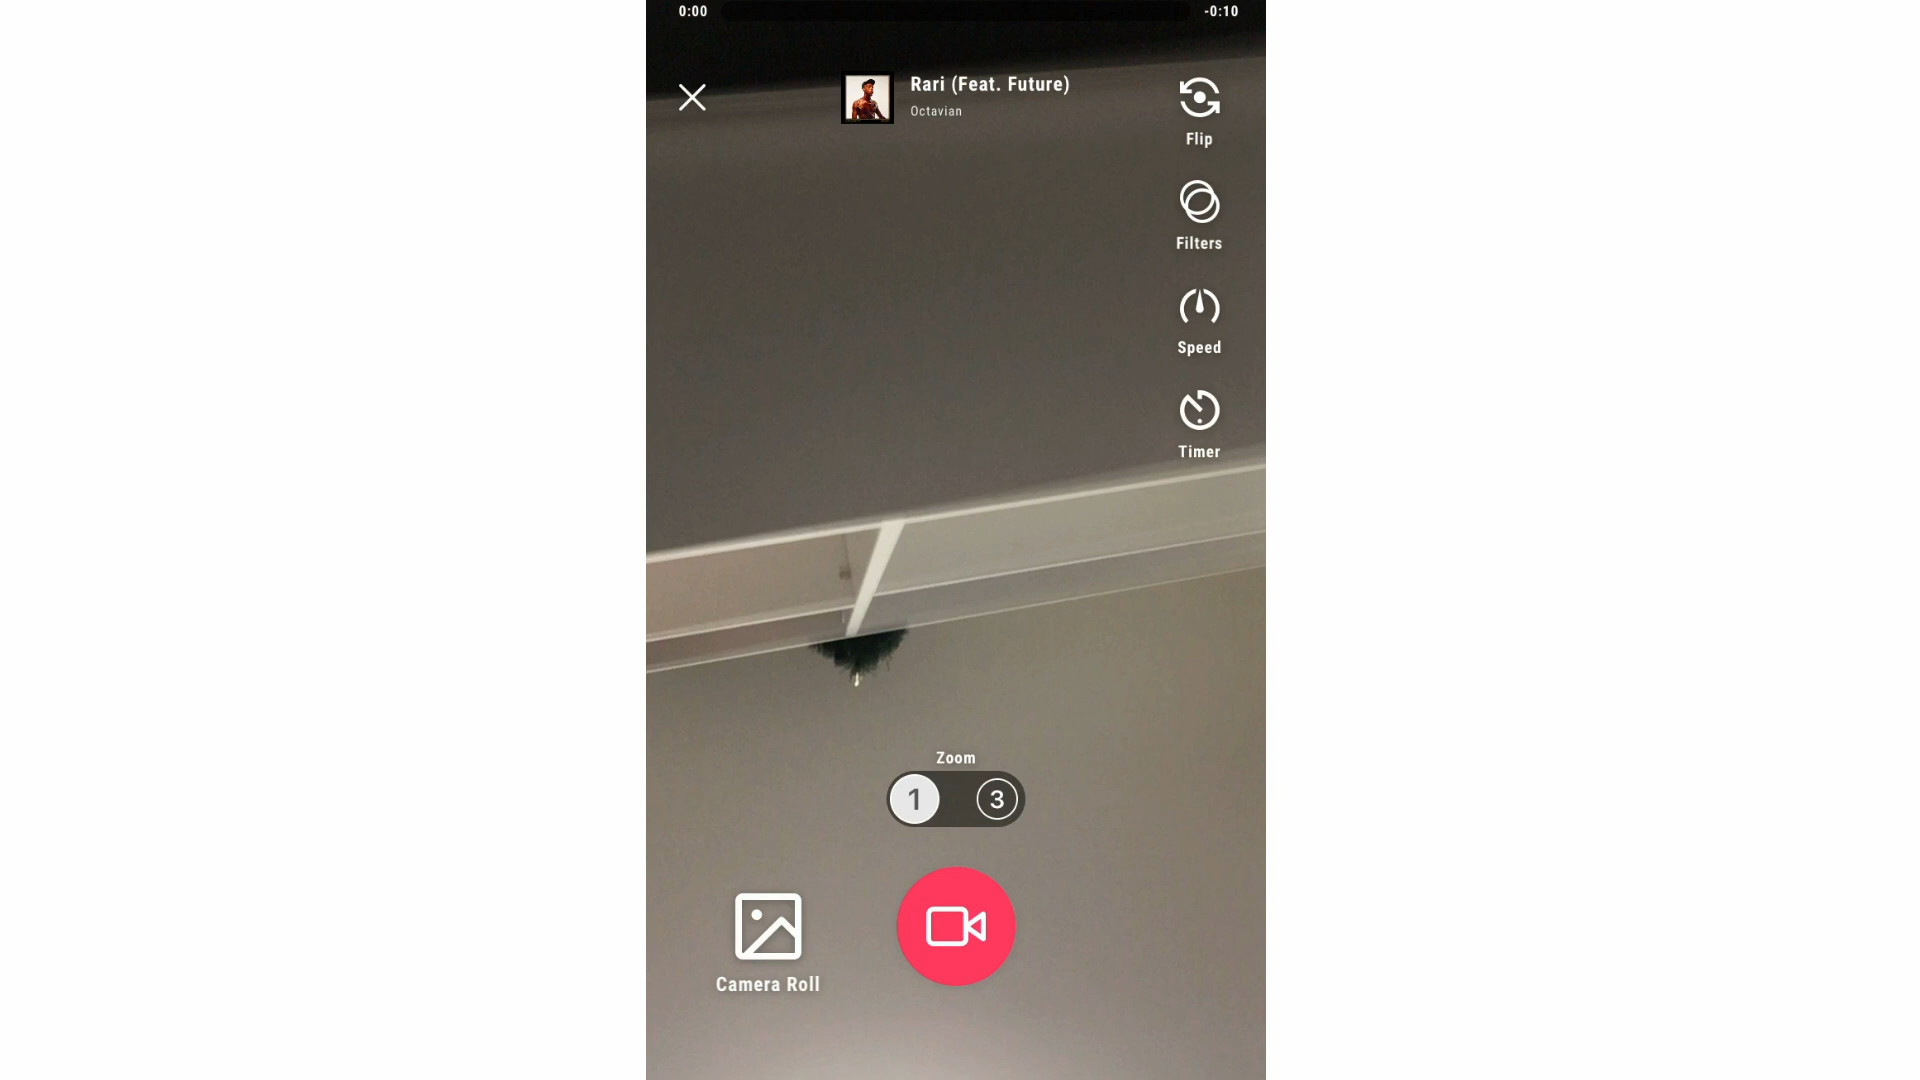 0:00
-0:10
Rari (Feat. Future)
Octavian
Flip
Filters
Speed
Timer
Zoom
1
3
Camera Roll